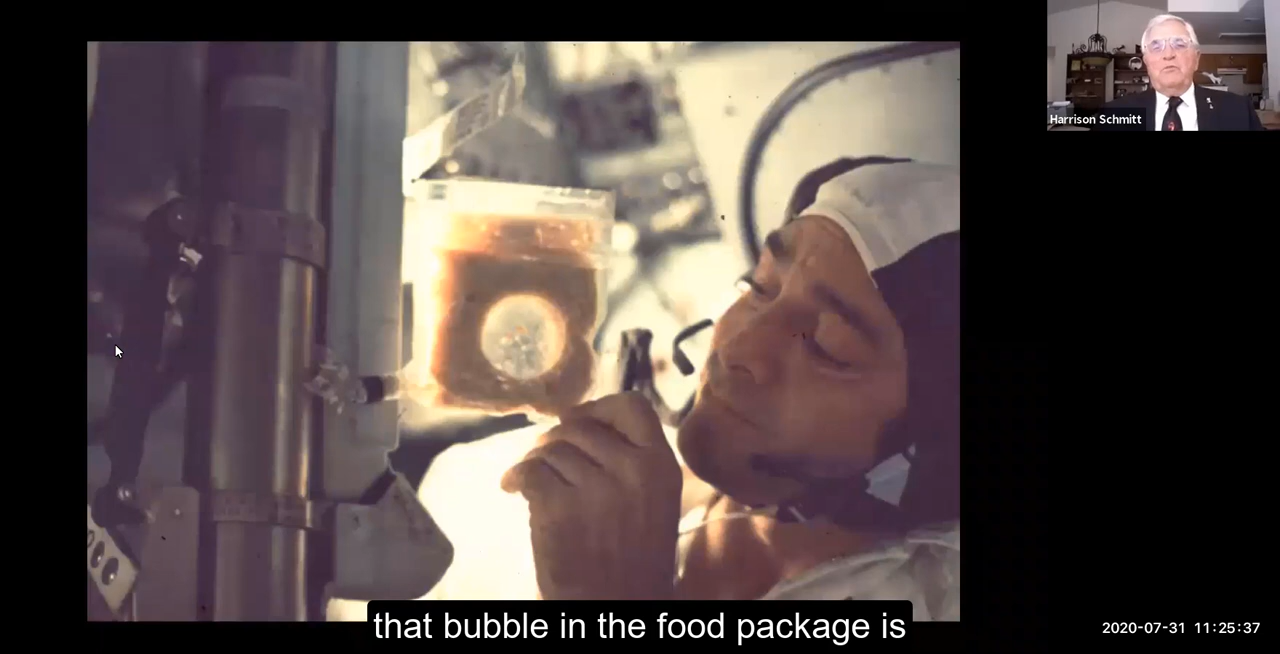 Harrison Schmitt
that bubble in the food package is
2020-07-31 11:25:37